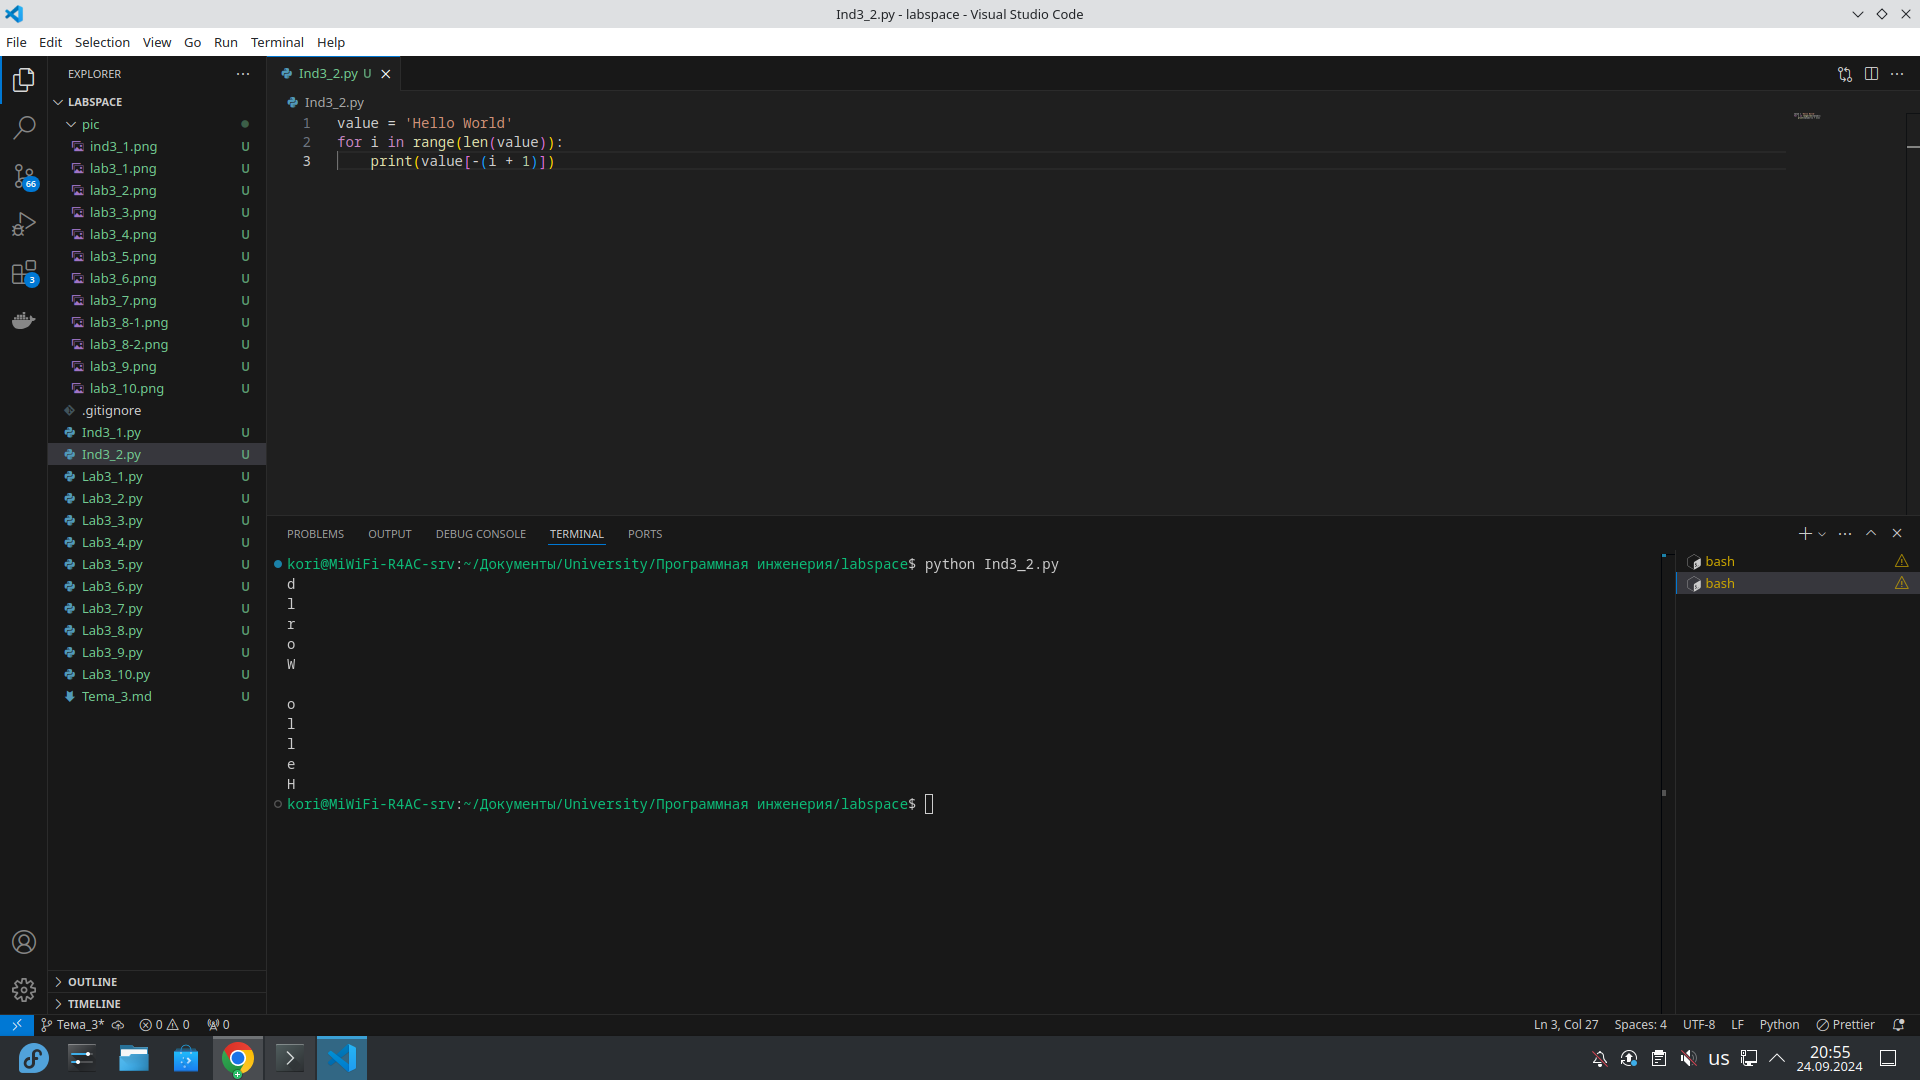 Ind3_2.py - labspace - Visual Studio Code
File Edit Selection View Go Run Terminal Help
EXPLORER
LABSPACE
pic
ind3_1.png U
lab3_1.png U
lab3_2.png U
lab3_3.png U
lab3_4.png U
lab3_5.png U
lab3_6.png U
lab3_7.png U
lab3_8-1.png U
lab3_8-2.png U
lab3_9.png U
lab3_10.png U
.gitignore
Ind3_1.py U
Ind3_2.py U
Lab3_1.py U
Lab3_2.py U
Lab3_3.py U
Lab3_4.py U
Lab3_5.py U
Lab3_6.py U
Lab3_7.py U
Lab3_8.py U
Lab3_9.py U
Lab3_10.py U
Tema_3.md U
OUTLINE
TIMELINE
66
3
Ind3_2.py U
Ind3_2.py
1 value = 'Hello World'
2 for i in range(len(value)):
3     print(value[-(i + 1)])
PROBLEMS OUTPUT DEBUG CONSOLE TERMINAL PORTS
kori@MiWiFi-R4AC-srv:~/Документы/University/Программная инженерия/labspace$ python Ind3_2.py
d
l
r
o
W
o
l
l
e
H
kori@MiWiFi-R4AC-srv:~/Документы/University/Программная инженерия/labspace$
bash
bash
Тема_3* 0 0 0 Ln 3, Col 27 Spaces: 4 UTF-8 LF Python Prettier
us 20:55
24.09.2024